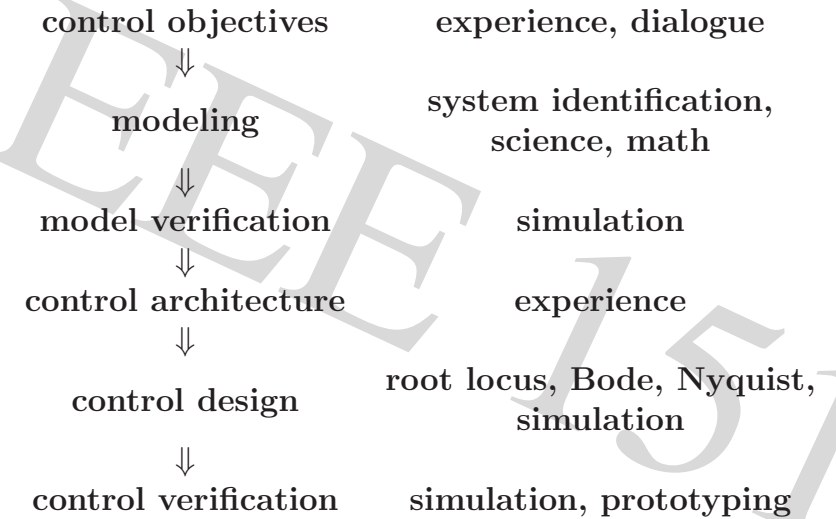 control objectives experience, dialogue
⇓
modeling system identification,
science, math
⇓
model verification simulation
⇓
control architecture experience
⇓
control design root locus, Bode, Nyquist,
simulation
⇓
control verification simulation, prototyping
EEE 151